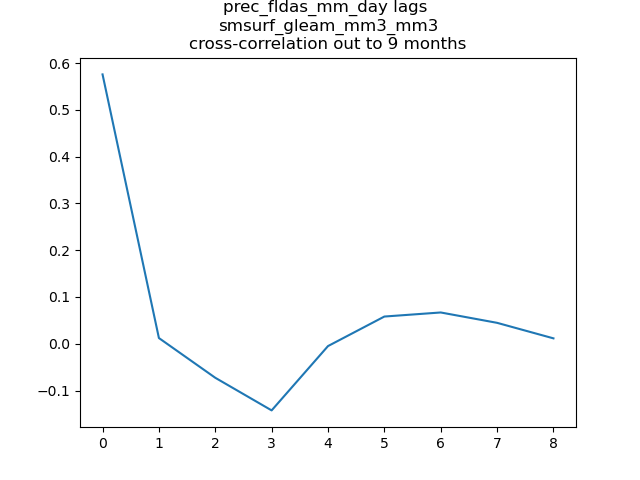 prec_fldas_mm_day lags
smsurf_gleam_mm3_mm3
cross-correlation out to 9 months
0.6
0.5
0.4
0.3
0.2
0.1
0.0
−0.1
0 1 2 3 4 5 6 7 8